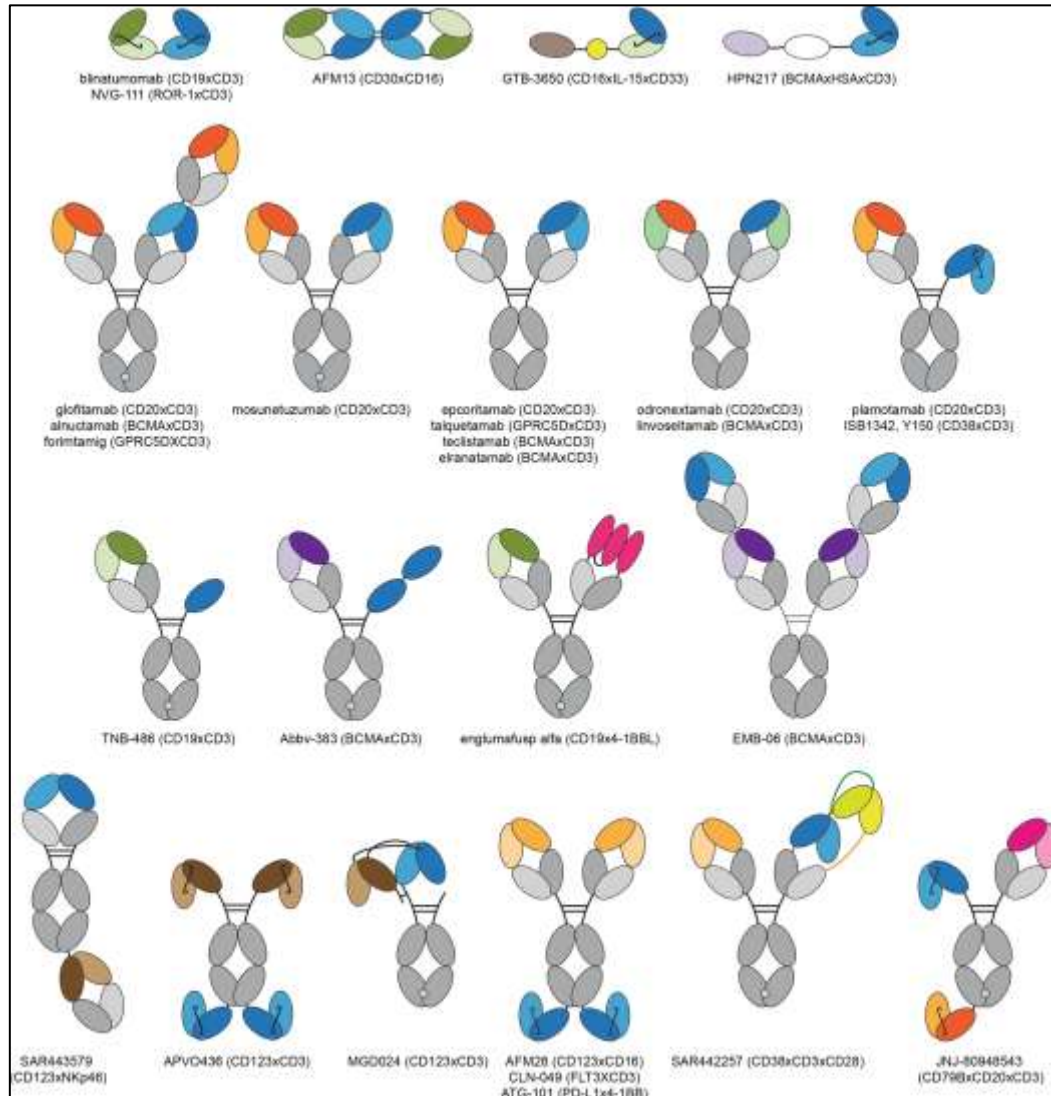 blinatumomab (CD19xCD3)
NVG-111 (ROR-1xCD3)
AFM13 (CD30xCD16)
GTB-3650 (CD16xIL-15xCD33)
HPN217 (BCMAxHSAxCD3)
glofitamab (CD20xCD3)
alnuctamab (BCMAxCD3)
forimtamig (GPRC5DXCD3)
mosunetuzumab (CD20xCD3)
epcoritamab (CD20xCD3)
talquetamab (GPRC5DxCD3)
teclistamab (BCMAxCD3)
elranatamab (BCMAxCD3)
odronextamab (CD20xCD3)
linvoseltamab (BCMAxCD3)
plamotamab (CD20xCD3)
ISB1342, Y150 (CD38xCD3)
TNB-486 (CD19xCD3)
Abbv-383 (BCMAxCD3)
englumafusp alfa (CD19x4-1BBL)
EMB-06 (BCMAxCD3)
SAR443579
(CD123xNKp46)
APVO436 (CD123xCD3)
MGD024 (CD123xCD3)
AFM28 (CD123xCD16)
CLN-049 (FLT3XCD3)
ATG-101 (PD-L1x4-1BB)
SAR442257 (CD38xCD3xCD28)
JNJ-80948543
(CD79BxCD20xCD3)